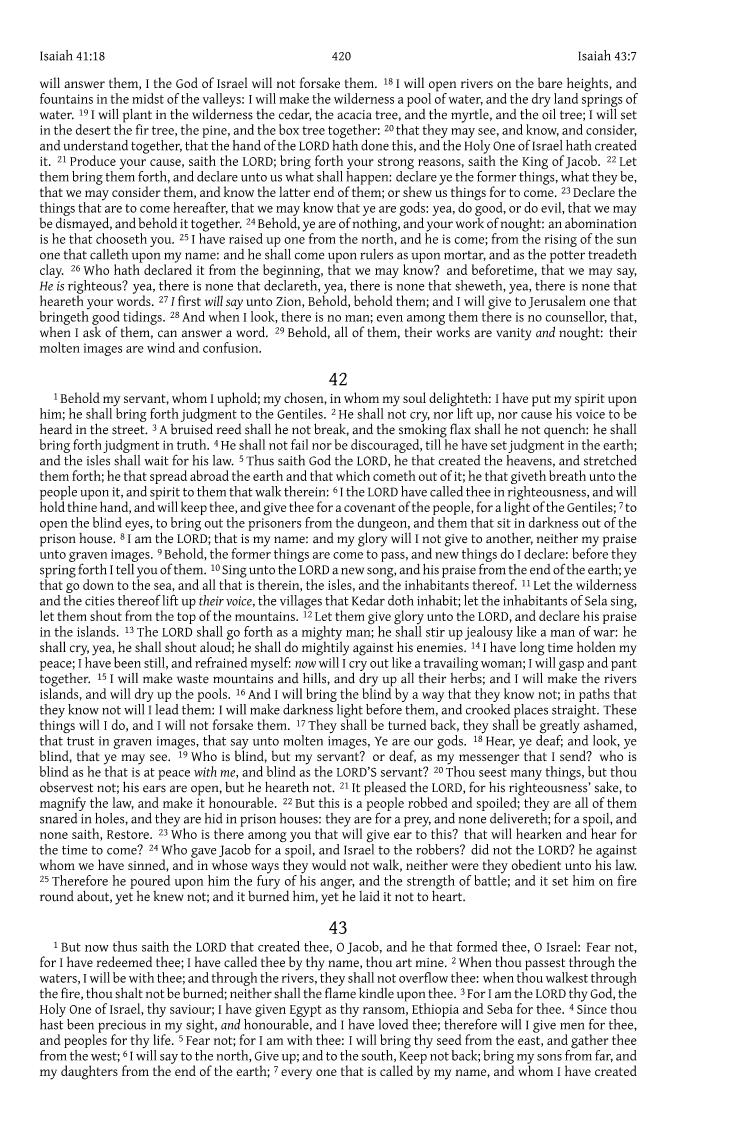 Isaiah 41:18 420 Isaiah 43:7
will answer them, I the God of Israel will not forsake them. 18 I will open rivers on the bare heights, and
fountains in the midst of the valleys: I will make the wilderness a pool of water, and the dry land springs of
water. 19 I will plant in the wilderness the cedar, the acacia tree, and the myrtle, and the oil tree; I will set
in the desert the fir tree, the pine, and the box tree together: 20 that they may see, and know, and consider,
and understand together, that the hand of the LORD hath done this, and the Holy One of Israel hath created
it. 21 Produce your cause, saith the LORD; bring forth your strong reasons, saith the King of Jacob. 22 Let
them bring them forth, and declare unto us what shall happen: declare ye the former things, what they be,
that we may consider them, and know the latter end of them; or shew us things for to come. 23 Declare the
things that are to come hereafter, that we may know that ye are gods: yea, do good, or do evil, that we may
be dismayed, and behold it together. 24 Behold, ye are of nothing, and your work of nought: an abomination
is he that chooseth you. 25 I have raised up one from the north, and he is come; from the rising of the sun
one that calleth upon my name: and he shall come upon rulers as upon mortar, and as the potter treadeth
clay. 26 Who hath declared it from the beginning, that we may know? and beforetime, that we may say,
He is righteous? yea, there is none that declareth, yea, there is none that sheweth, yea, there is none that
heareth your words. 27 I first will say unto Zion, Behold, behold them; and I will give to Jerusalem one that
bringeth good tidings. 28 And when I look, there is no man; even among them there is no counsellor, that,
when I ask of them, can answer a word. 29 Behold, all of them, their works are vanity and nought: their
molten images are wind and confusion.
42
1 Behold my servant, whom I uphold; my chosen, in whom my soul delighteth: I have put my spirit upon
him; he shall bring forth judgment to the Gentiles. 2 He shall not cry, nor lift up, nor cause his voice to be
heard in the street. 3 A bruised reed shall he not break, and the smoking flax shall he not quench: he shall
bring forth judgment in truth. 4 He shall not fail nor be discouraged, till he have set judgment in the earth;
and the isles shall wait for his law. 5 Thus saith God the LORD, he that created the heavens, and stretched
them forth; he that spread abroad the earth and that which cometh out of it; he that giveth breath unto the
people upon it, and spirit to them that walk therein: 6 I the LORD have called thee in righteousness, and will
hold thine hand, and will keep thee, and give thee for a covenant of the people, for a light of the Gentiles; 7 to
open the blind eyes, to bring out the prisoners from the dungeon, and them that sit in darkness out of the
prison house. 8 I am the LORD; that is my name: and my glory will I not give to another, neither my praise
unto graven images. 9 Behold, the former things are come to pass, and new things do I declare: before they
spring forth I tell you of them. 10 Sing unto the LORD a new song, and his praise from the end of the earth; ye
that go down to the sea, and all that is therein, the isles, and the inhabitants thereof. 11 Let the wilderness
and the cities thereof lift up their voice, the villages that Kedar doth inhabit; let the inhabitants of Sela sing,
let them shout from the top of the mountains. 12 Let them give glory unto the LORD, and declare his praise
in the islands. 13 The LORD shall go forth as a mighty man; he shall stir up jealousy like a man of war: he
shall cry, yea, he shall shout aloud; he shall do mightily against his enemies. 14 I have long time holden my
peace; I have been still, and refrained myself: now will I cry out like a travailing woman; I will gasp and pant
together. 15 I will make waste mountains and hills, and dry up all their herbs; and I will make the rivers
islands, and will dry up the pools. 16 And I will bring the blind by a way that they know not; in paths that
they know not will I lead them: I will make darkness light before them, and crooked places straight. These
things will I do, and I will not forsake them. 17 They shall be turned back, they shall be greatly ashamed,
that trust in graven images, that say unto molten images, Ye are our gods. 18 Hear, ye deaf; and look, ye
blind, that ye may see. 19 Who is blind, but my servant? or deaf, as my messenger that I send? who is
blind as he that is at peace with me, and blind as the LORD'S servant? 20 Thou seest many things, but thou
observest not; his ears are open, but he heareth not. 21 It pleased the LORD, for his righteousness' sake, to
magnify the law, and make it honourable. 22 But this is a people robbed and spoiled; they are all of them
snared in holes, and they are hid in prison houses: they are for a prey, and none delivereth; for a spoil, and
none saith, Restore. 23 Who is there among you that will give ear to this? that will hearken and hear for
the time to come? 24 Who gave Jacob for a spoil, and Israel to the robbers? did not the LORD? he against
whom we have sinned, and in whose ways they would not walk, neither were they obedient unto his law.
25 Therefore he poured upon him the fury of his anger, and the strength of battle; and it set him on fire
round about, yet he knew not; and it burned him, yet he laid it not to heart.
43
1 But now thus saith the LORD that created thee, O Jacob, and he that formed thee, O Israel: Fear not,
for I have redeemed thee; I have called thee by thy name, thou art mine. 2 When thou passest through the
waters, I will be with thee; and through the rivers, they shall not overflow thee: when thou walkest through
the fire, thou shalt not be burned; neither shall the flame kindle upon thee. 3 For I am the LORD thy God, the
Holy One of Israel, thy saviour; I have given Egypt as thy ransom, Ethiopia and Seba for thee. 4 Since thou
hast been precious in my sight, and honourable, and I have loved thee; therefore will I give men for thee,
and peoples for thy life. 5 Fear not; for I am with thee: I will bring thy seed from the east, and gather thee
from the west; 6 I will say to the north, Give up; and to the south, Keep not back; bring my sons from far, and
my daughters from the end of the earth; 7 every one that is called by my name, and whom I have created